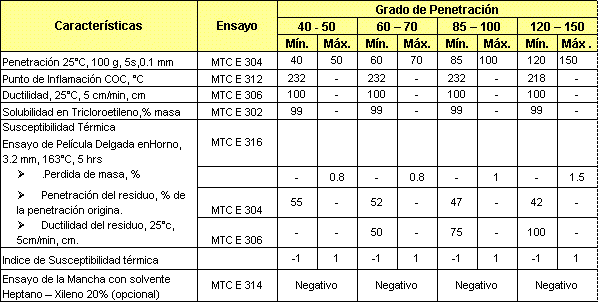 Características Ensayo Grado de Penetración
40 - 50 60 – 70 85 – 100 120 – 150
Mín. Máx. Mín. Máx. Mín. Máx. Mín. Máx .
Penetración 25°C, 100 g, 5s,0.1 mm MTC E 304 40 50 60 70 85 100 120 150
Punto de Inflamación COC, °C MTC E 312 232 - 232 - 232 - 218 -
Ductilidad, 25°C, 5 cm/min, cm MTC E 306 100 - 100 - 100 - 100 -
Solubilidad en Tricloroetileno,% masa MTC E 302 99 - 99 - 99 - 99 -
Susceptibilidad Térmica
Ensayo de Película Delgada enHorno, MTC E 316
3.2 mm, 163°C, 5 hrs
➤ .Perdida de masa, % - 0.8 - 0.8 - 1 - 1.5
➤ Penetración del residuo, % de
la penetración origina. MTC E 304 55 - 52 - 47 - 42 -
➤ Ductilidad del residuo, 25°c,
5cm/min, cm. MTC E 306 50 - 75 - 100 -
Indice de Susceptibilidad térmica -1 1 -1 1 -1 1 -1 1
Ensayo de la Mancha con solvente
Heptano – Xileno 20% (opcional) MTC E 314 Negativo Negativo Negativo Negativo